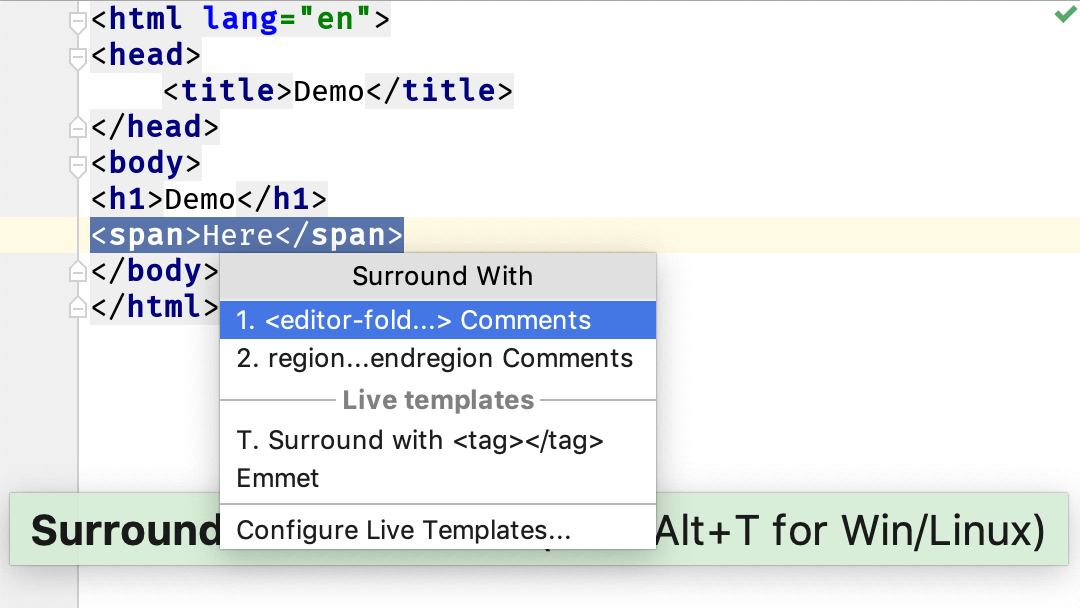 <html lang="en">
<head>
<title>Demo</title>
</head>
<body>
<h1>Demo</h1>
<span>Here</span>
</body>
</html>
Surround With
1. <editor-fold...> Comments
2. region...endregion Comments
Live templates
T. Surround with <tag></tag>
Emmet
Configure Live Templates...
Surround Alt+T for Win/Linux)